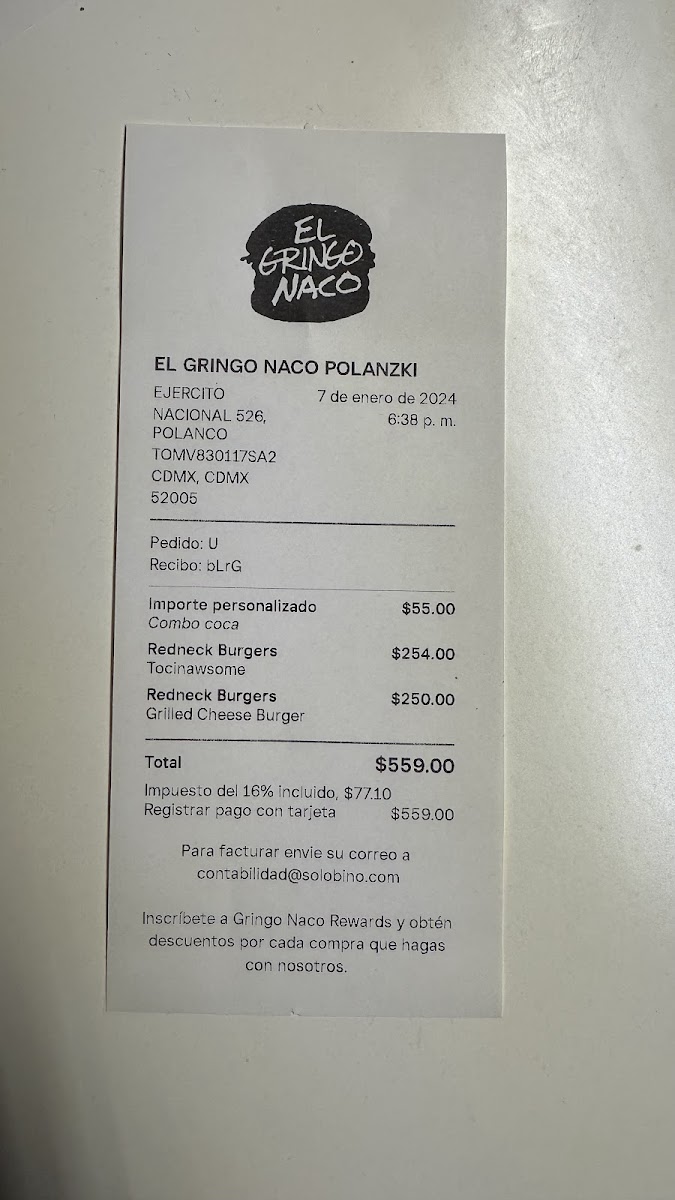 EL
GRINGO
NACO
EL GRINGO NACO POLANZKI
EJERCITO
NACIONAL 526,
POLANCO
TOMV830117SA2
CDMX, CDMX
52005
7 de enero de 2024
6:38 p. m.
Pedido: U
Recibo: bLrG
Importe personalizado $55.00
Combo coca
Redneck Burgers $254.00
Tocinawsome
Redneck Burgers $250.00
Grilled Cheese Burger
Total $559.00
Impuesto del 16% incluido, $77.10
Registrar pago con tarjeta $559.00
Para facturar envie su correo a
contabilidad@solobino.com
Inscríbete a Gringo Naco Rewards y obtén
descuentos por cada compra que hagas
con nosotros.